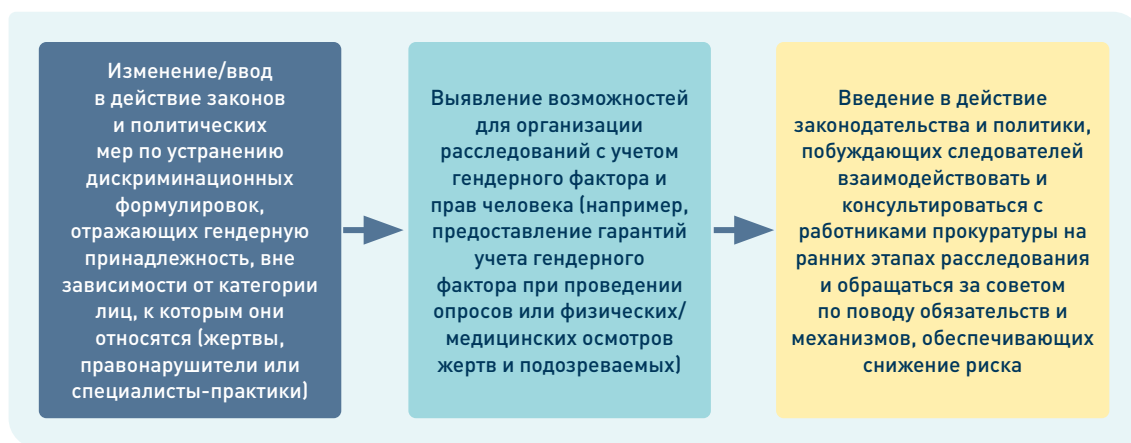 Изменение/ввод
в действие законов
и политических
мер по устранению
дискриминационных
формулировок,
отражающих гендерную
принадлежность, вне
зависимости от категории
лиц, к которым они
относятся (жертвы,
правонарушители или
специалисты-практики)
Выявление возможностей
для организации
расследований с учетом
гендерного фактора и
прав человека (например,
предоставление гарантий
учета гендерного
фактора при проведении
опросов или физических/
медицинских осмотров
жертв и подозреваемых)
Введение в действие
законодательства и политики,
побуждающих следователей
взаимодействовать и
консультироваться с
работниками прокуратуры на
ранних этапах расследования
и обращаться за советом
по поводу обязательств и
механизмов, обеспечивающих
снижение риска